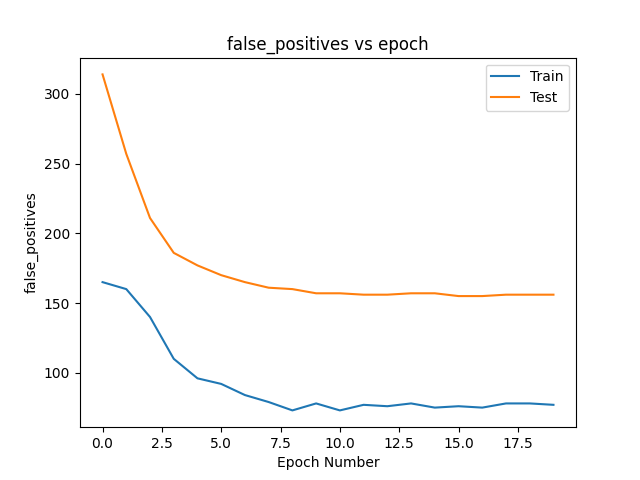 false_positives vs epoch
Train
Test
false_positives
300
250
200
150
100
0.0 2.5 5.0 7.5 10.0 12.5 15.0 17.5
Epoch Number